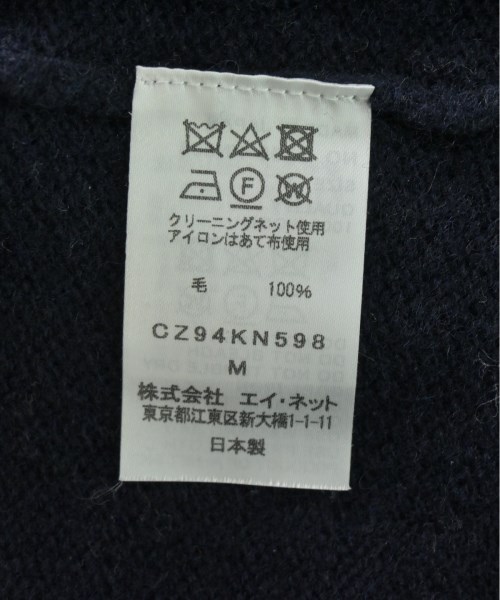 F
W
クリーニングネット使用
アイロンはあて布使用
毛 100%
CZ94KN598
M
株式会社 エイ・ネット
東京都江東区新大橋1-1-11
日本製